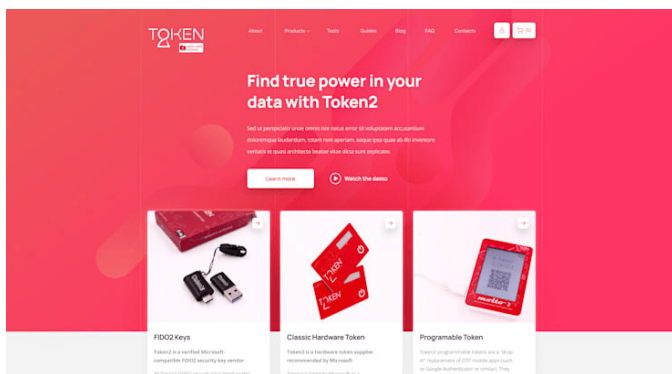 TOKEN
About Products Tools Guides Blog FAQ Contacts
Find true power in your
data with Token2
Sed ut perspiciatis unde omnis iste natus error sit voluptatem accusantium
doloremque laudantium, totam rem aperiam, eaque ipsa quae ab illo inventore
veritatis et quasi architecto beatae vitae dicta sunt explicabo.
Learn more Watch the demo
TOKEN
TOKEN
FIDO2 Keys
Token2 is a verified Microsoft-
compatible FIDO2 security key vendor
Classic Hardware Token
Token2 is a hardware token supplier
recommended by Microsoft
Programable Token
Token2 programmable tokens are a "drop-
in" replacement of OTP mobile apps such
as Google Authenticator or similar). They